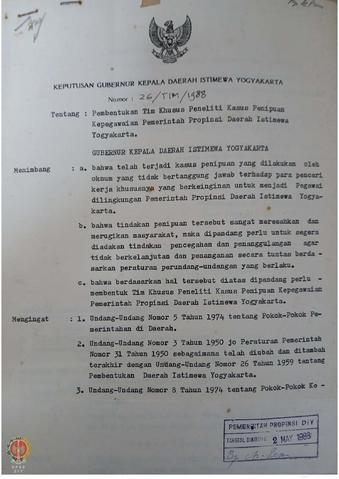 KEPUTUSAN GUBERNUR KEPALA DAERAH ISTIMEWA YOGYAKARTA
Nomor : 26/TIM/1988
Tentang : Pembentukan Tim Khusus Peneliti Kasus Penipuan
Kepegawaian Pemerintah Propinsi Daerah Istimewa
Yogyakarta.
GUBERNUR KEPALA DAERAH ISTIMEWA YOGYAKARTA
Menimbang : a. bahwa telah terjadi kasus penipuan yang dilakukan oleh
oknum yang tidak bertanggung jawab terhadap para pencari
kerja khususnya yang berkeinginan untuk menjadi Pegawai
dilingkungan Pemerintah Propinsi Daerah Istimewa Yogya-
karta.
b. bahwa tindakan penipuan tersebut sangat meresahkan dan
merugikan masyarakat, maka dipandang perlu untuk segera
diadakan tindakan pencegahan dan penanggulangan agar
tidak berkelanjutan dan penanganan secara tuntas berda -
sarkan peraturan perundang-undangan yang berlaku.
c. bahwa berdasarkan hal tersebut diatas dipandang perlu -
membentuk Tim Khusus Peneliti Kasus Penipuan Kepegawaian
Pemerintah Propinsi Daerah Istimewa Yogyakarta.
Mengingat : 1. Undang-Undang Nomor 5 Tahun 1974 tentang Pokok-Pokok Pe-
merintahan di Daerah.
2. Undang-Undang Nomor 3 Tahun 1950 jo Peraturan Pemerintah
Nomor 31 Tahun 1950 sebagaimana telah diubah dan ditambah
terakhir dengan Undang-Undang Nomor 26 Tahun 1959 tentang
Pembentukan Daerah Istimewa Yogyakarta.
3. Undang-Undang Nomor 8 Tahun 1974 tentang Pokok-Pokok Ke -
PEMERINTAH PROPINSI DIY
TANGGAL 2 MAY 1988